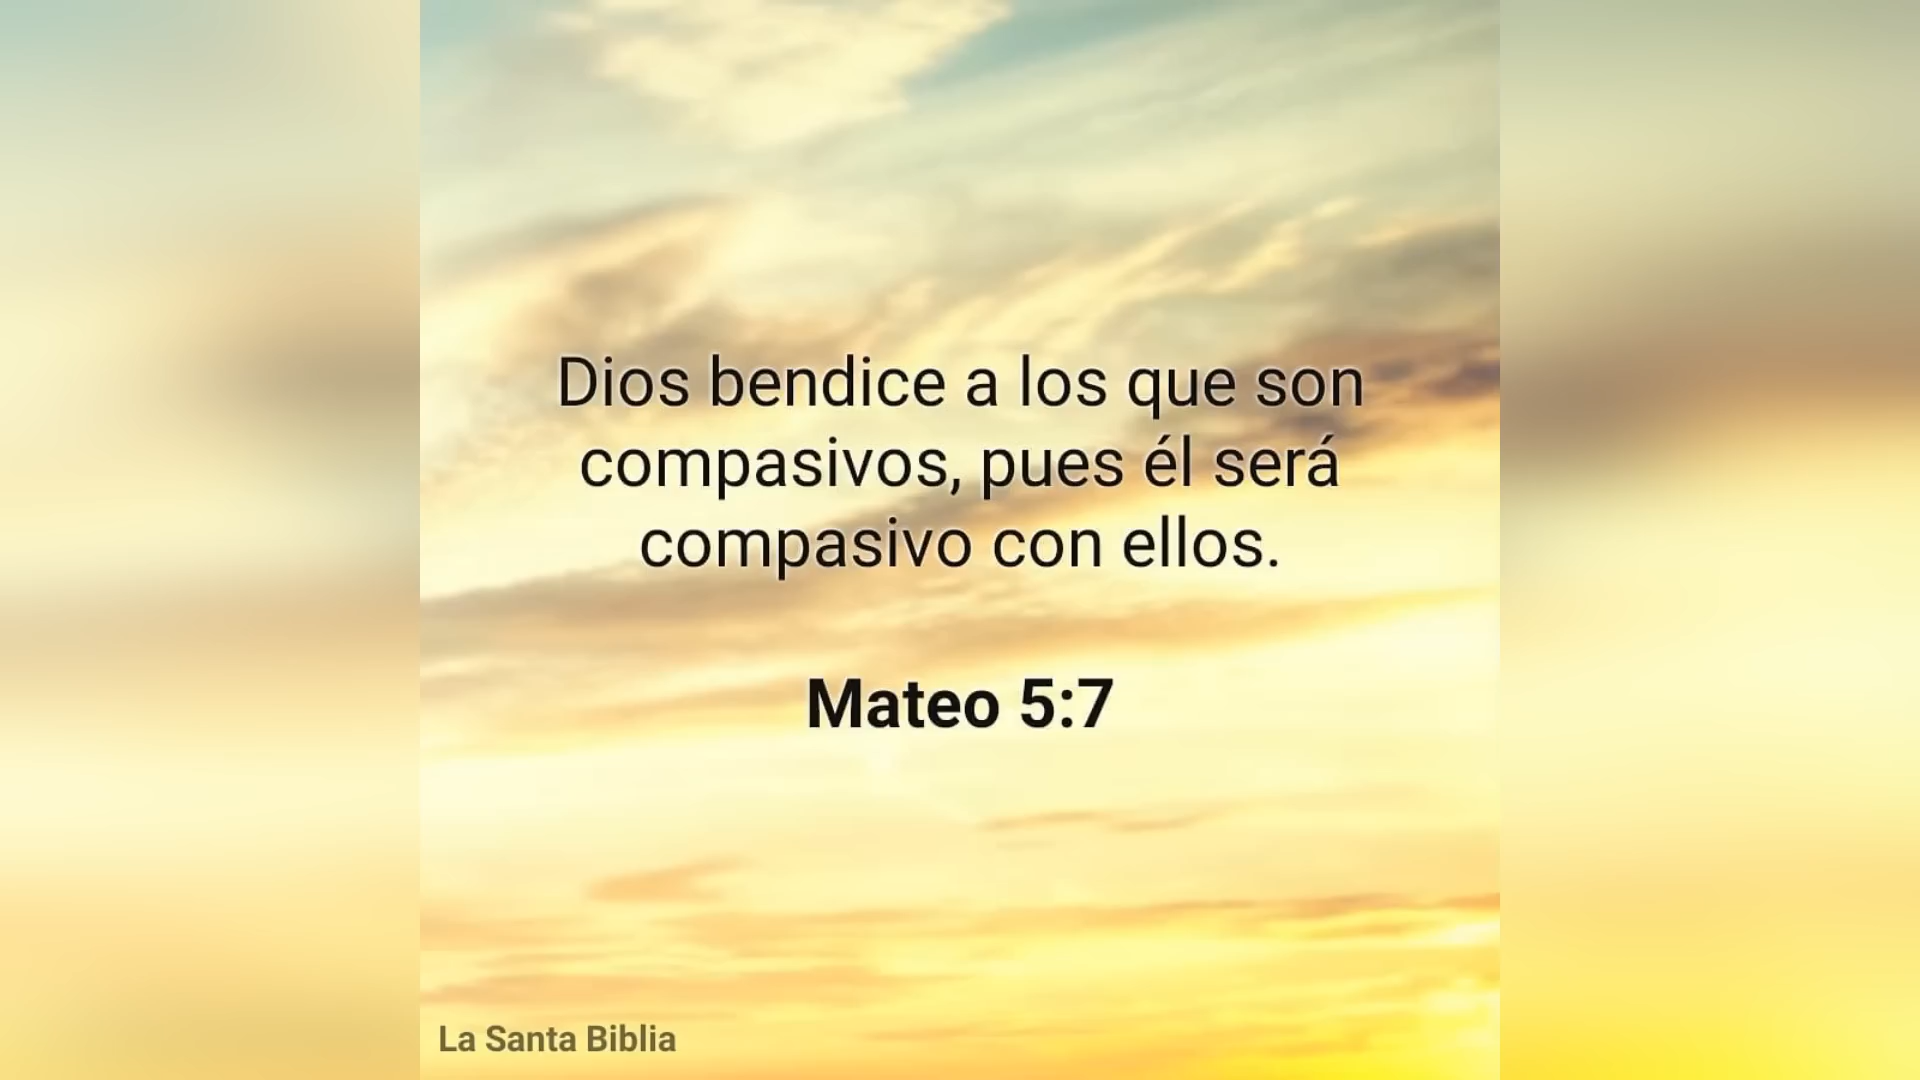 Dios bendice a los que son
compasivos, pues él será
compasivo con ellos.
Mateo 5:7
La Santa Biblia